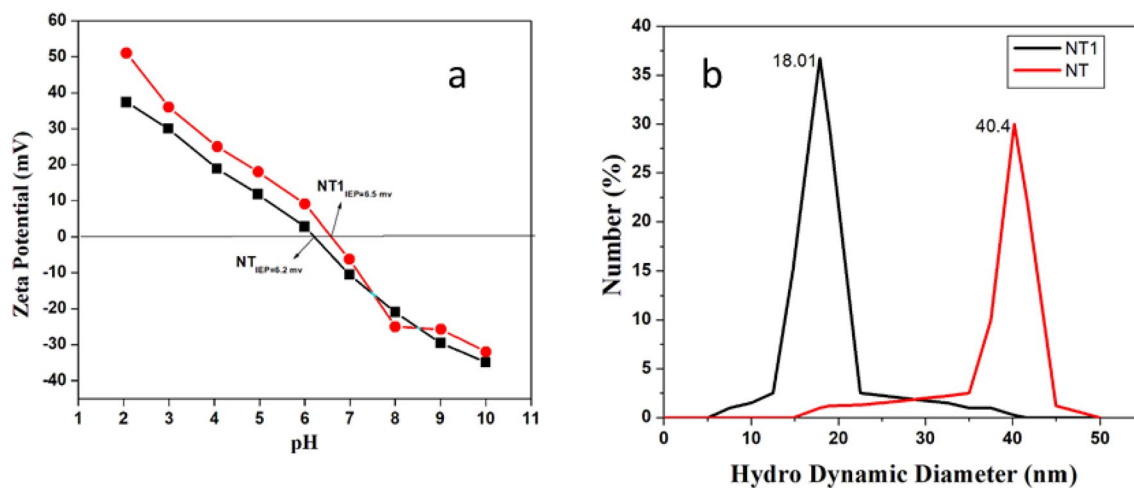 a
Zeta Potential (mV)
60
50
40
30
20
10
0
-10
-20
-30
-40
NT1IEP=6.5 mv
NTIEP=6.2 mv
1 2 3 4 5 6 7 8 9 10 11
pH
b
Number (%)
40
35
30
25
20
15
10
5
0
18.01
40.4
NT1
NT
0 10 20 30 40 50
Hydro Dynamic Diameter (nm)